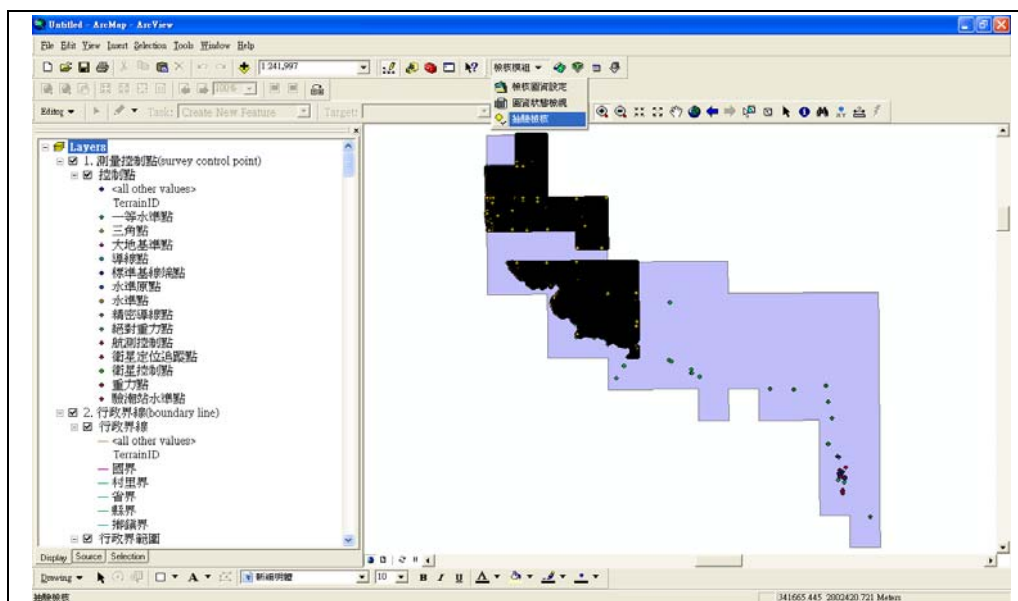 Untitled - ArcMap - ArcView
File Edit View Insert Selection Tools Window Help
1:241,997
檢核模組
100%
檢核圖資設定
圖資狀態檢視
抽驗檢核
Editor Task: Create New Feature Target:
Layers
1. 測量控制點(survey control point)
控制點
<all other values>
TerrainID
一等水準點
三角點
大地基準點
導線點
標準基線端點
水準原點
水準點
精密導線點
絕對重力點
航測控制點
衛星定位追蹤點
衛星控制點
重力點
驗潮站水準點
2. 行政界線(boundary line)
行政界線
<all other values>
TerrainID
國界
村里界
省界
縣界
鄉鎮界
行政界範圍
Display Source Selection
Drawing A 新細明體 10 B I U A
抽驗檢核 341665.445 2802420.721 Meters